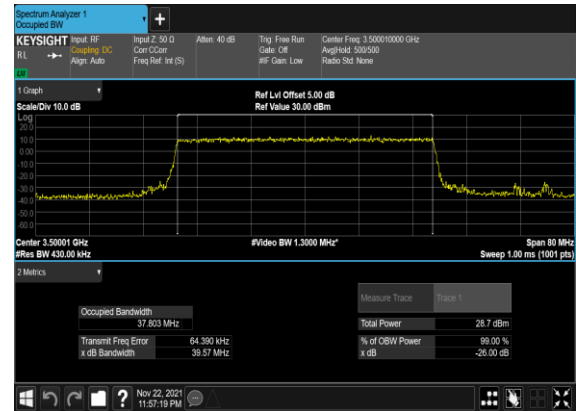 Spectrum Analyzer 1
Occupied BW
+
KEYSIGHT Input: RF Input Z: 50 Ω Atten: 40 dB Trig: Free Run Center Freq: 3.500010000 GHz
RL Coupling: DC Corr CCorr Gate: Off Avg|Hold: 500/500
Align: Auto Freq Ref: Int (S) #IF Gain: Low Radio Std: None
1 Graph
Ref Lvl Offset 5.00 dB
Scale/Div 10.0 dB Ref Value 30.00 dBm
Log
20.0
10.0
0.00
-10.0
-20.0
-30.0
-40.0
-50.0
-60.0
Center 3.50001 GHz #Video BW 1.3000 MHz* Span 80 MHz
#Res BW 430.00 kHz Sweep 1.00 ms (1001 pts)
2 Metrics
Measure Trace Trace 1
Occupied Bandwidth
37.803 MHz Total Power 28.7 dBm
Transmit Freq Error 64.390 kHz % of OBW Power 99.00 %
x dB Bandwidth 39.57 MHz x dB -26.00 dB
? Nov 22, 2021
11:57:19 PM